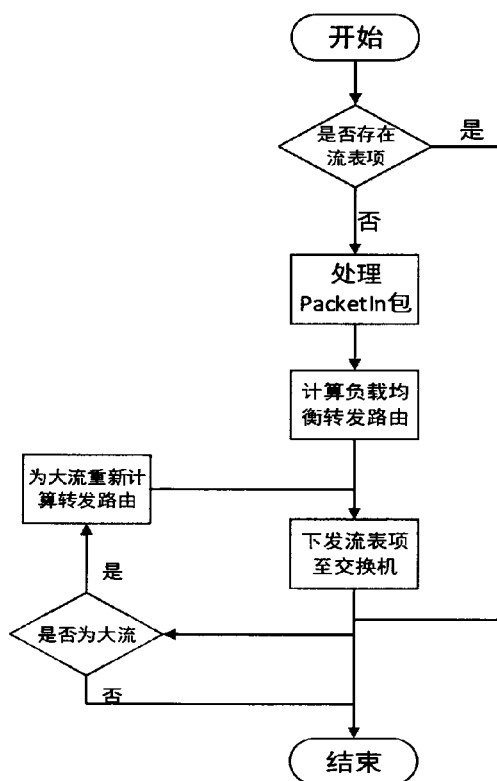 开始
是否存在
流表项
是
否
处理
PacketIn包
计算负载均
衡转发路由
为大流重新计
算转发路由
下发流表项
至交换机
是
是否为大流
否
结束